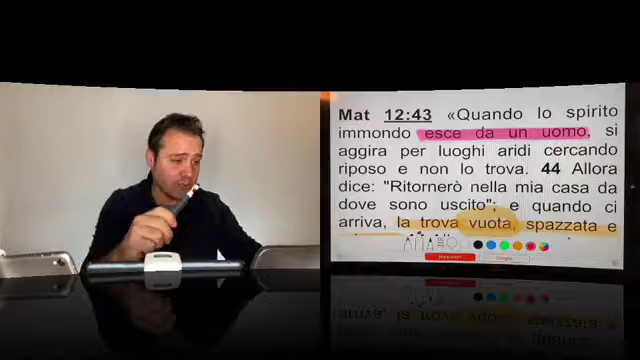 Mat 12:43 «Quando lo spirito
immondo esce da un uomo, si
aggira per luoghi aridi cercando
riposo e non lo trova. 44 Allora
dice: "Ritornerò nella mia casa da
dove sono uscito"; e quando ci
arriva, la trova vuota, spazzata e